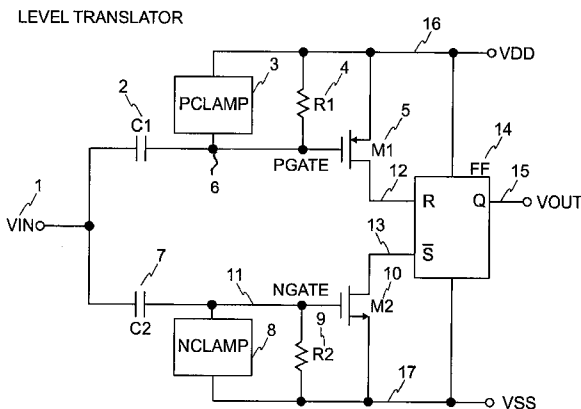 LEVEL TRANSLATOR
16
VDD
3
4
2
PCLAMP
R1
5
14
C1
M1
FF
15
6
PGATE
12
1
R
Q
VOUT
VIN
13
S̅
7
11
NGATE
10
M2
C2
9
NCLAMP
8
R2
17
VSS